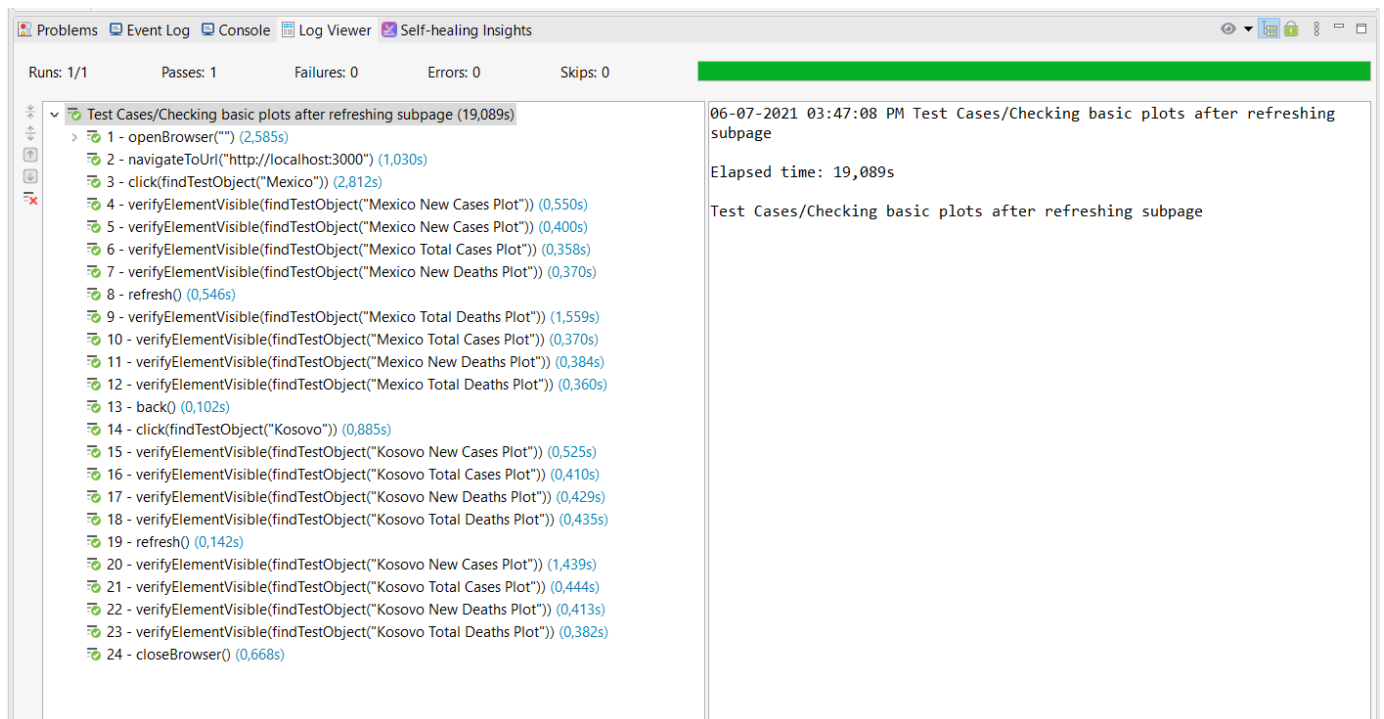 Problems Event Log Console Log Viewer Self-healing Insights
Runs: 1/1 Passes: 1 Failures: 0 Errors: 0 Skips: 0
Test Cases/Checking basic plots after refreshing subpage (19,089s)
1 - openBrowser("") (2,585s)
2 - navigateToUrl("http://localhost:3000") (1,030s)
3 - click(findTestObject("Mexico")) (2,812s)
4 - verifyElementVisible(findTestObject("Mexico New Cases Plot")) (0,550s)
5 - verifyElementVisible(findTestObject("Mexico New Cases Plot")) (0,400s)
6 - verifyElementVisible(findTestObject("Mexico Total Cases Plot")) (0,358s)
7 - verifyElementVisible(findTestObject("Mexico New Deaths Plot")) (0,370s)
8 - refresh() (0,546s)
9 - verifyElementVisible(findTestObject("Mexico Total Deaths Plot")) (1,559s)
10 - verifyElementVisible(findTestObject("Mexico Total Cases Plot")) (0,370s)
11 - verifyElementVisible(findTestObject("Mexico New Deaths Plot")) (0,384s)
12 - verifyElementVisible(findTestObject("Mexico Total Deaths Plot")) (0,360s)
13 - back() (0,102s)
14 - click(findTestObject("Kosovo")) (0,885s)
15 - verifyElementVisible(findTestObject("Kosovo New Cases Plot")) (0,525s)
16 - verifyElementVisible(findTestObject("Kosovo Total Cases Plot")) (0,410s)
17 - verifyElementVisible(findTestObject("Kosovo New Deaths Plot")) (0,429s)
18 - verifyElementVisible(findTestObject("Kosovo Total Deaths Plot")) (0,435s)
19 - refresh() (0,142s)
20 - verifyElementVisible(findTestObject("Kosovo New Cases Plot")) (1,439s)
21 - verifyElementVisible(findTestObject("Kosovo Total Cases Plot")) (0,444s)
22 - verifyElementVisible(findTestObject("Kosovo New Deaths Plot")) (0,413s)
23 - verifyElementVisible(findTestObject("Kosovo Total Deaths Plot")) (0,382s)
24 - closeBrowser() (0,668s)
06-07-2021 03:47:08 PM Test Cases/Checking basic plots after refreshing
subpage
Elapsed time: 19,089s
Test Cases/Checking basic plots after refreshing subpage